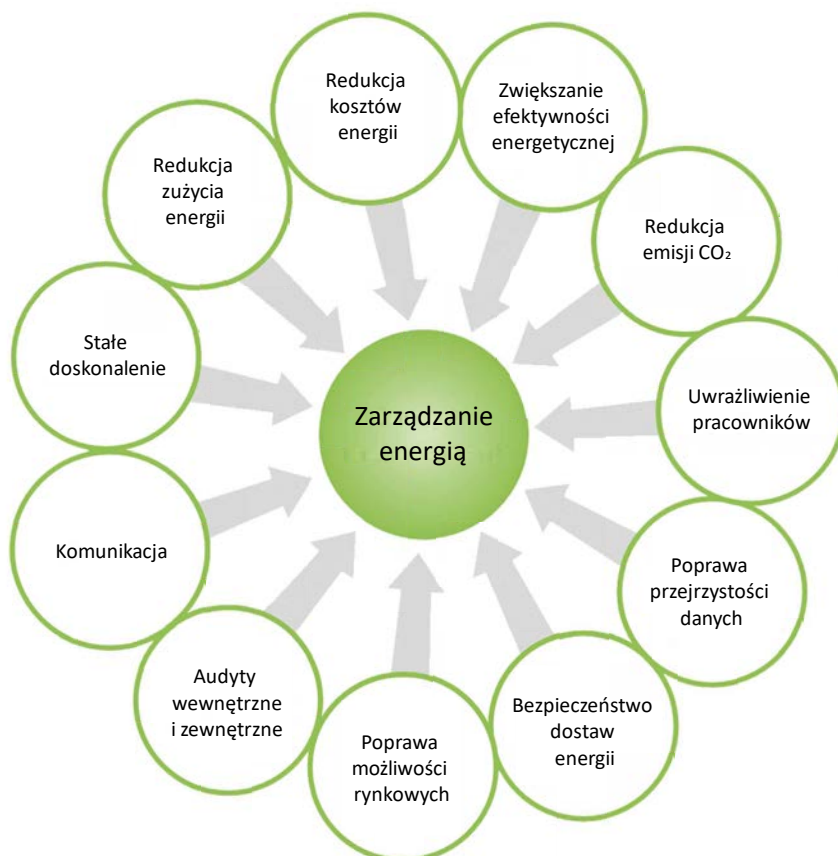 Redukcja
kosztów
energii
Zwiększanie
efektywności
energetycznej
Redukcja
emisji CO₂
Uwrażliwienie
pracowników
Poprawa
przejrzystości
danych
Bezpieczeństwo
dostaw
energii
Poprawa
możliwości
rynkowych
Audyty
wewnętrzne
i zewnętrzne
Komunikacja
Stałe
doskonalenie
Redukcja
zużycia
energii
Zarządzanie
energią